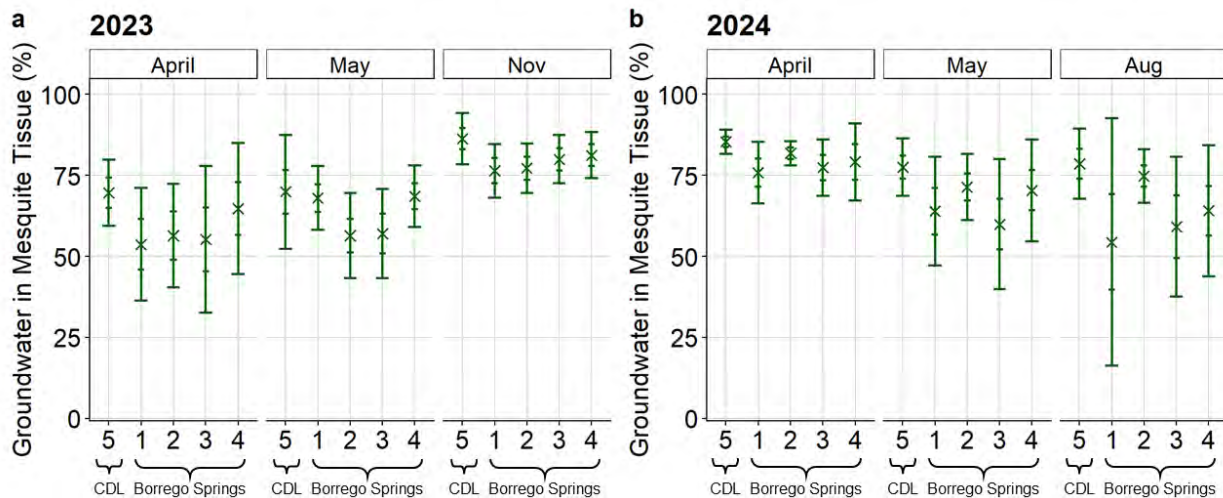 a 2023
April May Nov
Groundwater in Mesquite Tissue (%)
100
75
50
25
0
5 1 2 3 4 5 1 2 3 4 5 1 2 3 4
CDL Borrego Springs CDL Borrego Springs CDL Borrego Springs
b 2024
April May Aug
Groundwater in Mesquite Tissue (%)
100
75
50
25
0
5 1 2 3 4 5 1 2 3 4 5 1 2 3 4
CDL Borrego Springs CDL Borrego Springs CDL Borrego Springs